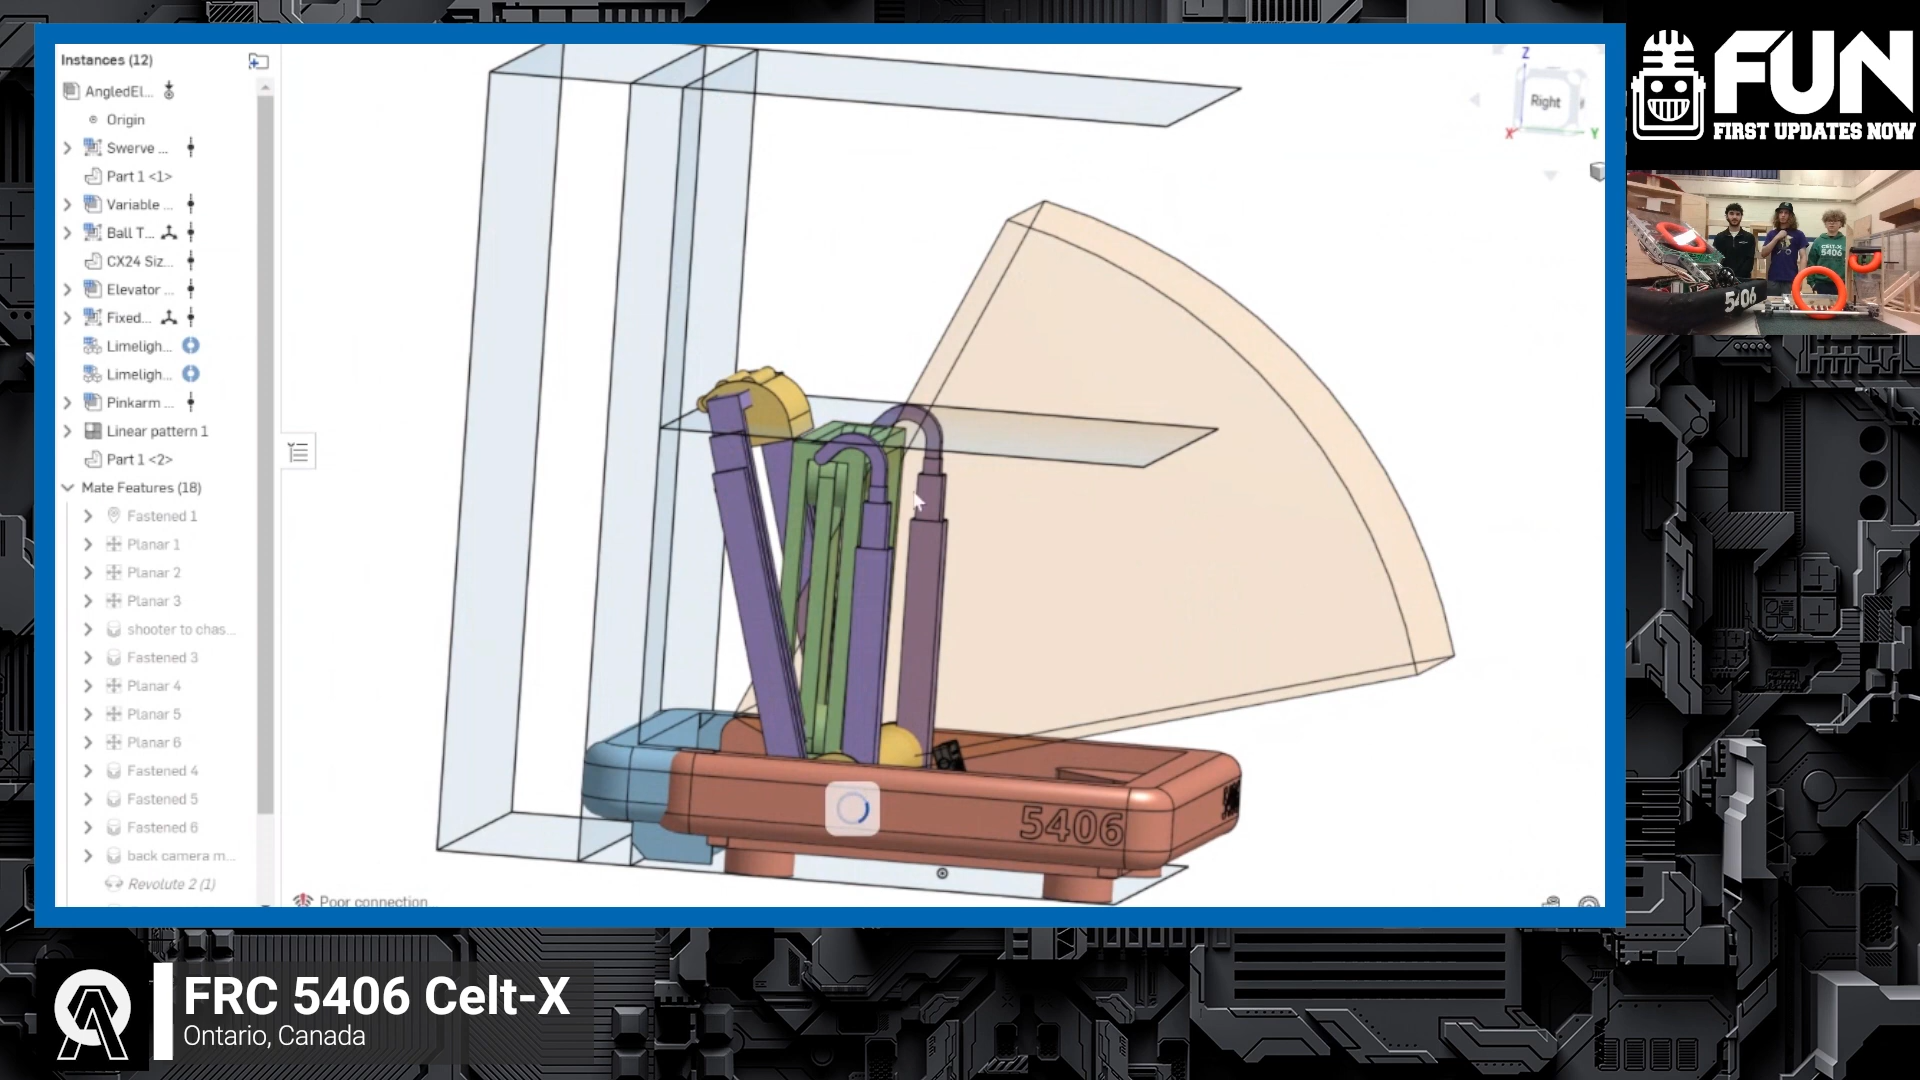 Instances (12)
AngledEl...
Origin
Swerve ...
Part 1 <1>
Variable ...
Ball T...
CX24 Siz...
Elevator ...
Fixed...
Limeligh...
Limeligh...
Pinkarm ...
Linear pattern 1
Part 1 <2>
Mate Features (18)
Fastened 1
Planar 1
Planar 2
Planar 3
shooter to chas...
Fastened 3
Planar 4
Planar 5
Planar 6
Fastened 4
Fastened 5
Fastened 6
back camera m...
Revolute 2 (1)
Poor connection
5406
Z
Right
X
Y
FUN
FIRST UPDATES NOW
CELT-X
5406
5406
FRC 5406 Celt-X
Ontario, Canada